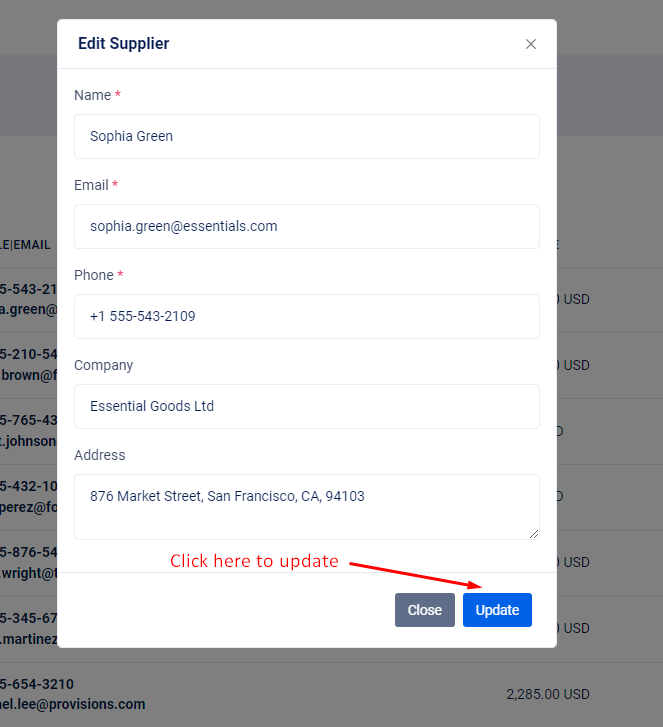 Edit Supplier
Name *
Sophia Green
Email *
sophia.green@essentials.com
Phone *
+1 555-543-2109
Company
Essential Goods Ltd
Address
876 Market Street, San Francisco, CA, 94103
Click here to update
Close Update
LE|EMAIL E
5-543-21
a.green@ 0 USD
5-210-54
.brown@f 0 USD
5-765-43
t.johnson D
5-432-10
perez@fo D
5-876-54
.wright@t 0 USD
5-345-67
.martinez 0 USD
5-654-3210
ael.lee@provisions.com 2,285.00 USD